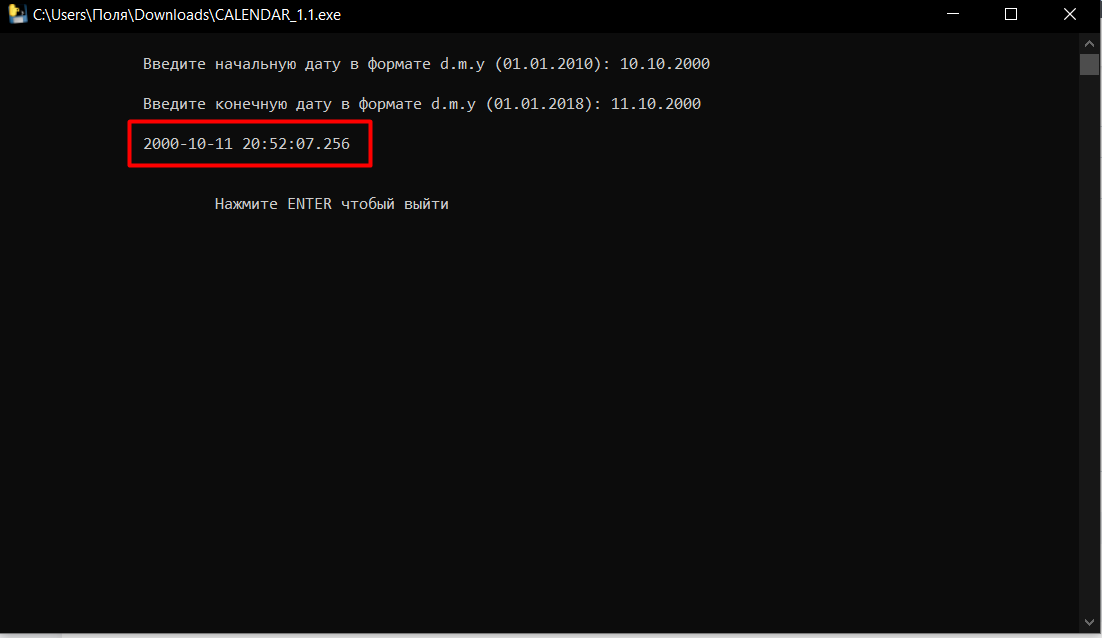 C:\Users\Поля\Downloads\CALENDAR_1.1.exe
Введите начальную дату в формате d.m.y (01.01.2010): 10.10.2000
Введите конечную дату в формате d.m.y (01.01.2018): 11.10.2000
2000-10-11 20:52:07.256
Нажмите ENTER чтобый выйти